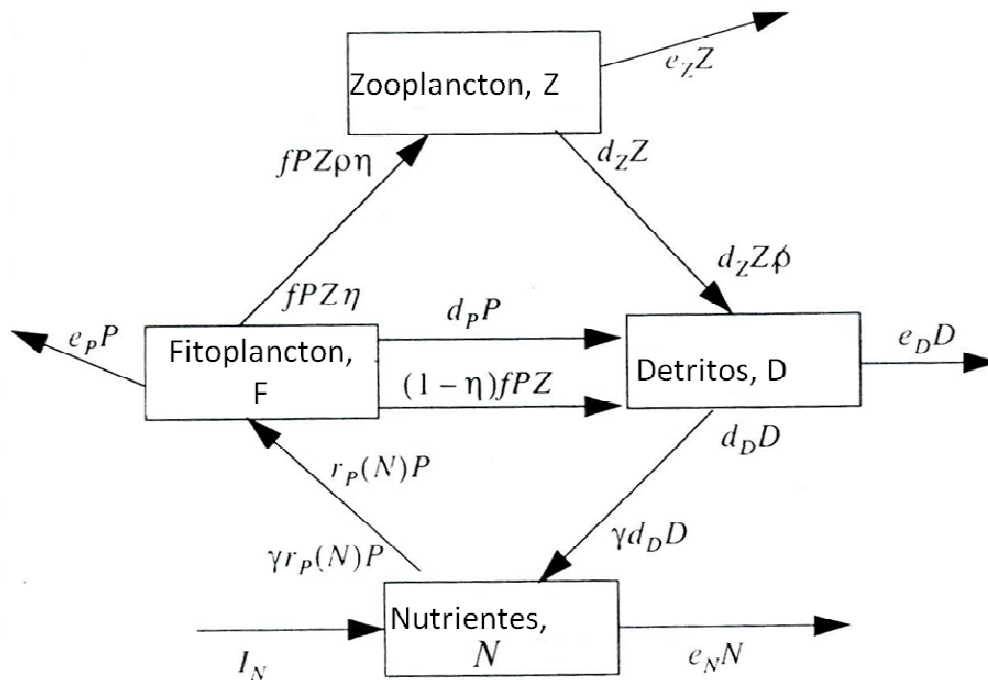 Zooplancton, Z
e_Z Z
fPZρη
d_Z Z
d_Z Zρ̸
fPZη
e_P P
Fitoplancton,
F
d_P P
(1 − η)fPZ
Detritos, D
e_D D
d_D D
r_P(N)P
γr_P(N)P
γd_D D
Nutrientes,
N
I_N
e_N N